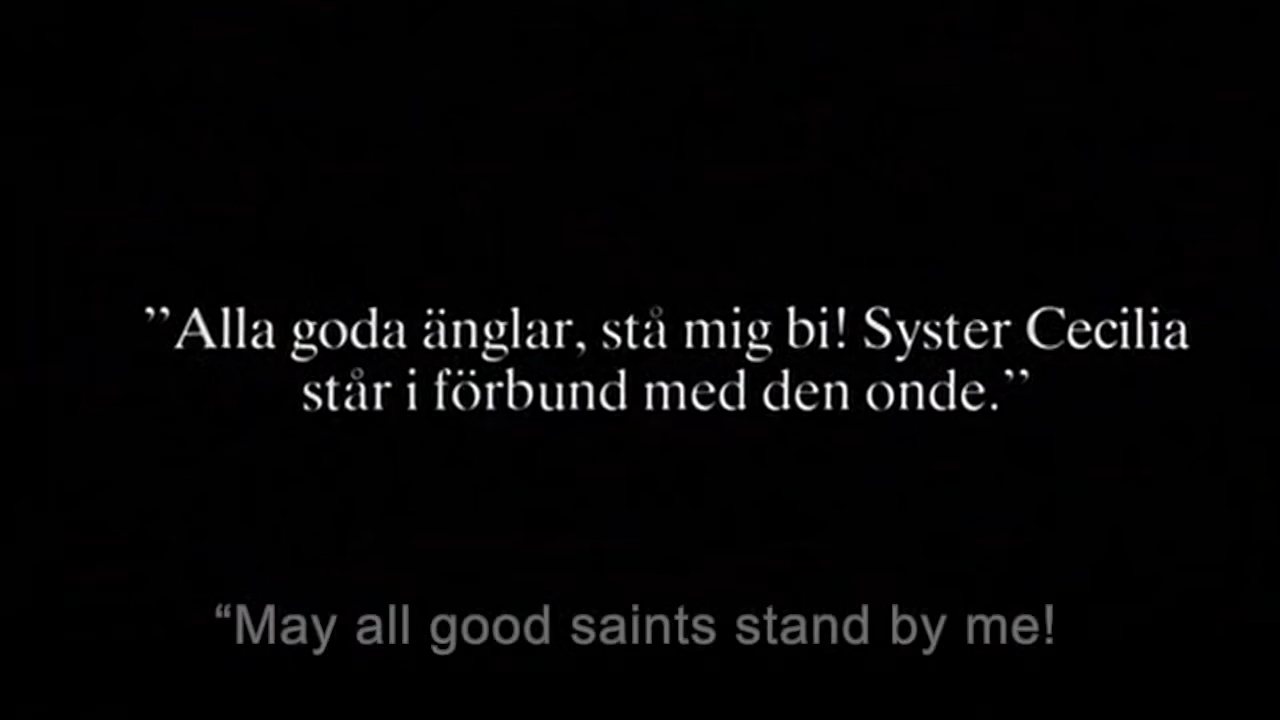 ”Alla goda änglar, stå mig bi! Syster Cecilia
står i förbund med den onde.”
“May all good saints stand by me!